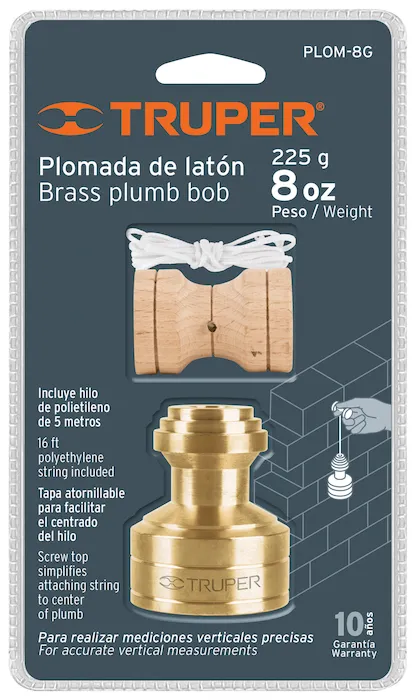 PLOM-8G
TRUPER®
Plomada de latón
Brass plumb bob
225 g
8 oz
Peso / Weight
Incluye hilo
de polietileno
de 5 metros
16 ft
polyethylene
string included
Tapa atornillable
para facilitar
el centrado
del hilo
Screw top
simplifies
attaching string
to center
of plumb
TRUPER
Para realizar mediciones verticales precisas
For accurate vertical measurements
10 años
Garantía
Warranty